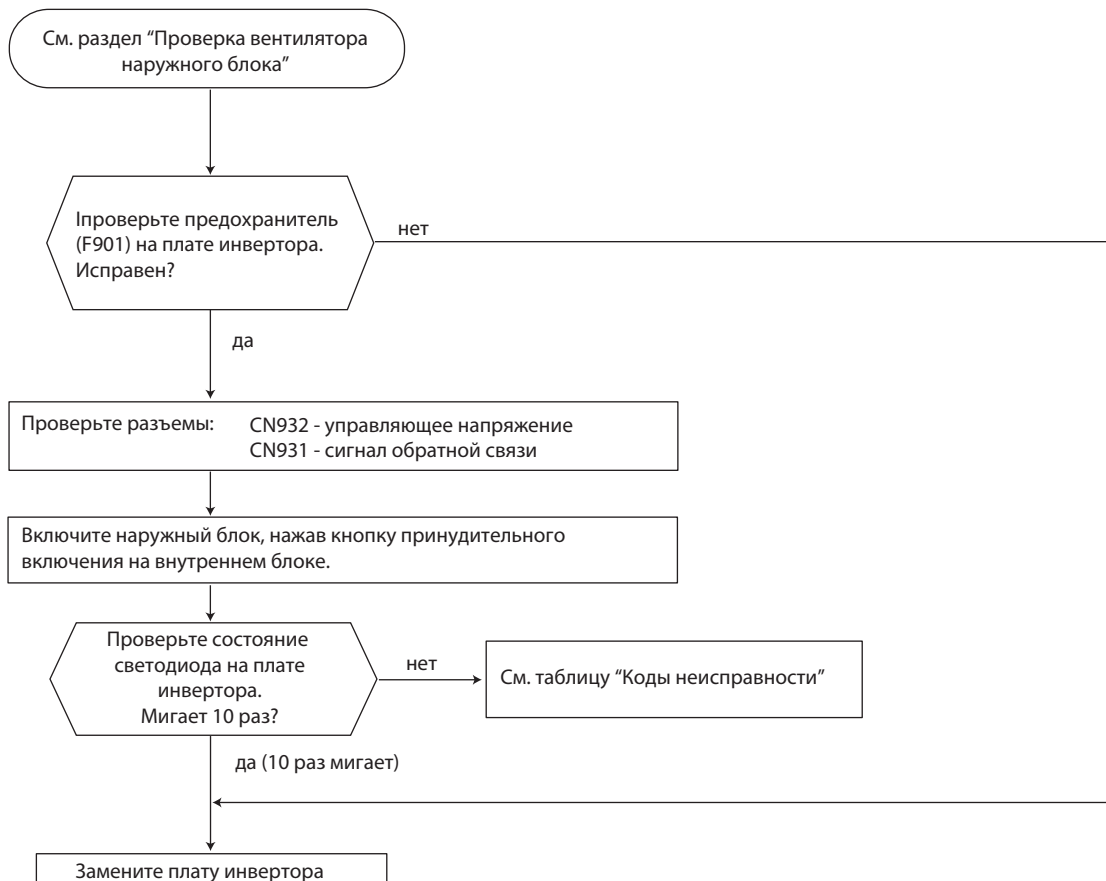 См. раздел “Проверка вентилятора
наружного блока”
Iпроверьте предохранитель
(F901) на плате инвертора.
Исправен?
нет
да
Проверьте разъемы: CN932 - управляющее напряжение
CN931 - сигнал обратной связи
Включите наружный блок, нажав кнопку принудительного
включения на внутреннем блоке.
Проверьте состояние
светодиода на плате
инвертора.
Мигает 10 раз?
нет
См. таблицу “Коды неисправности”
да (10 раз мигает)
Замените плату инвертора